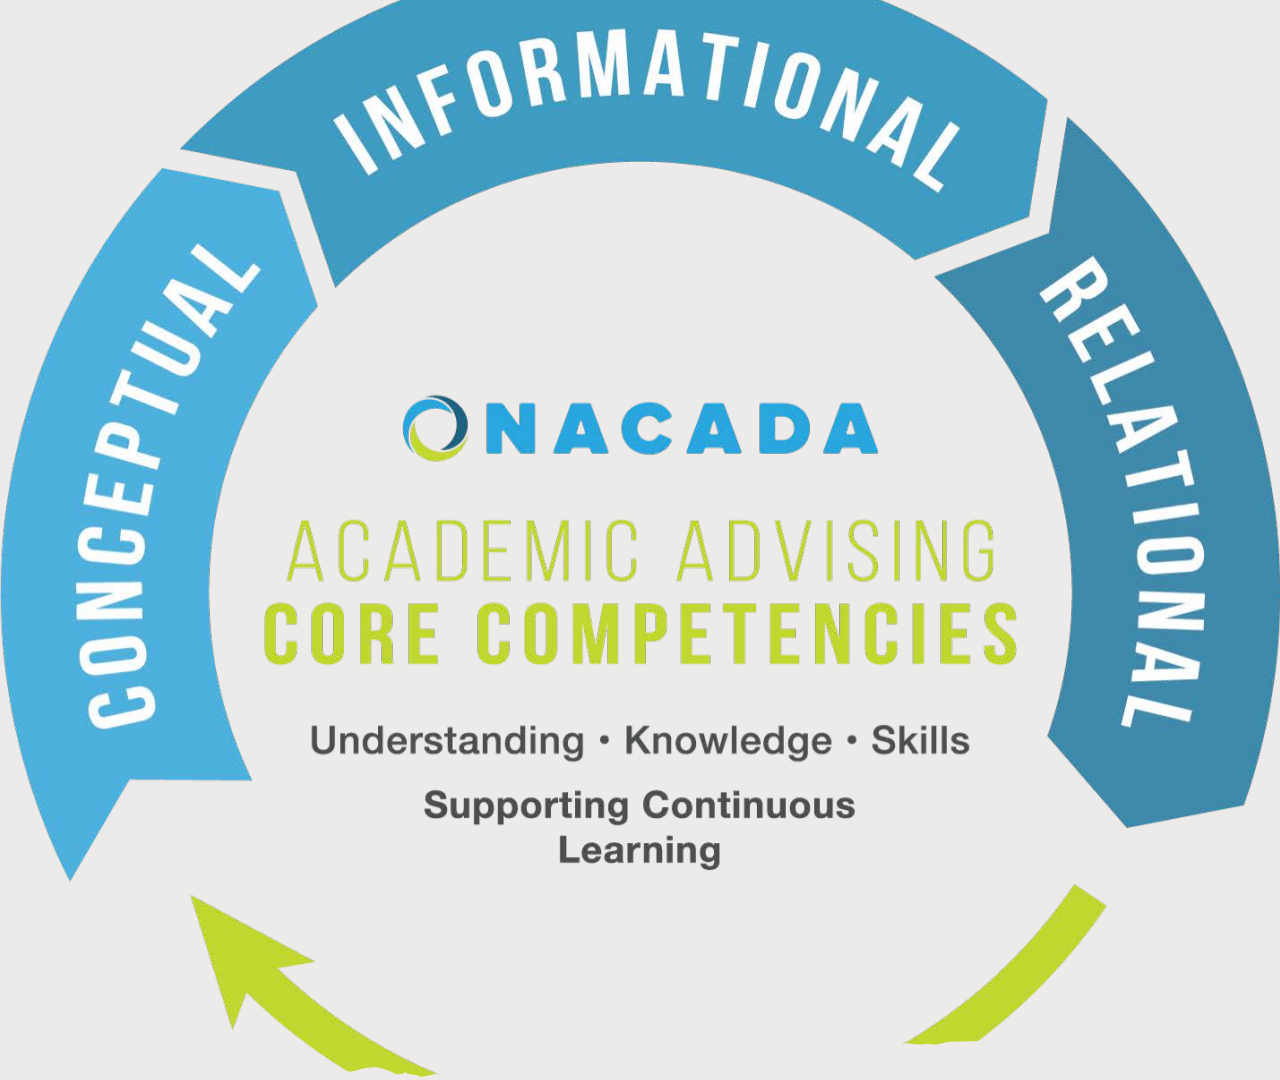 INFORMATIONAL
CONCEPTUAL
RELATIONAL
NACADA
ACADEMIC ADVISING
CORE COMPETENCIES
Understanding • Knowledge • Skills
Supporting Continuous
Learning